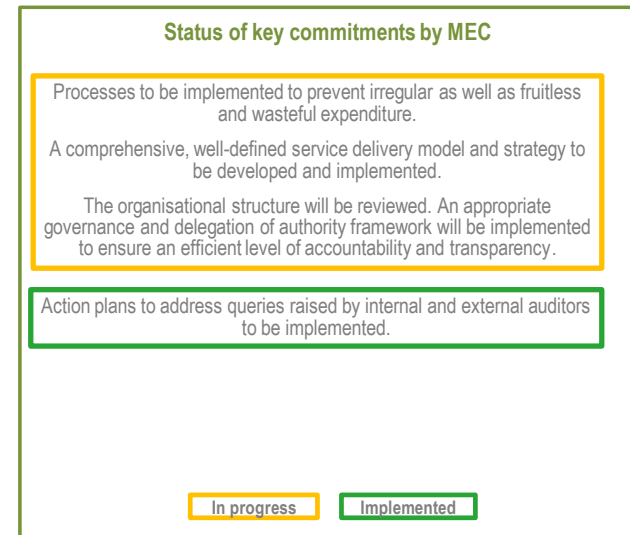 Status of key commitments by MEC
Processes to be implemented to prevent irregular as well as fruitless
and wasteful expenditure.
A comprehensive, well-defined service delivery model and strategy to
be developed and implemented.
The organisational structure will be reviewed. An appropriate
governance and delegation of authority framework will be implemented
to ensure an efficient level of accountability and transparency.
Action plans to address queries raised by internal and external auditors
to be implemented.
In progress
Implemented